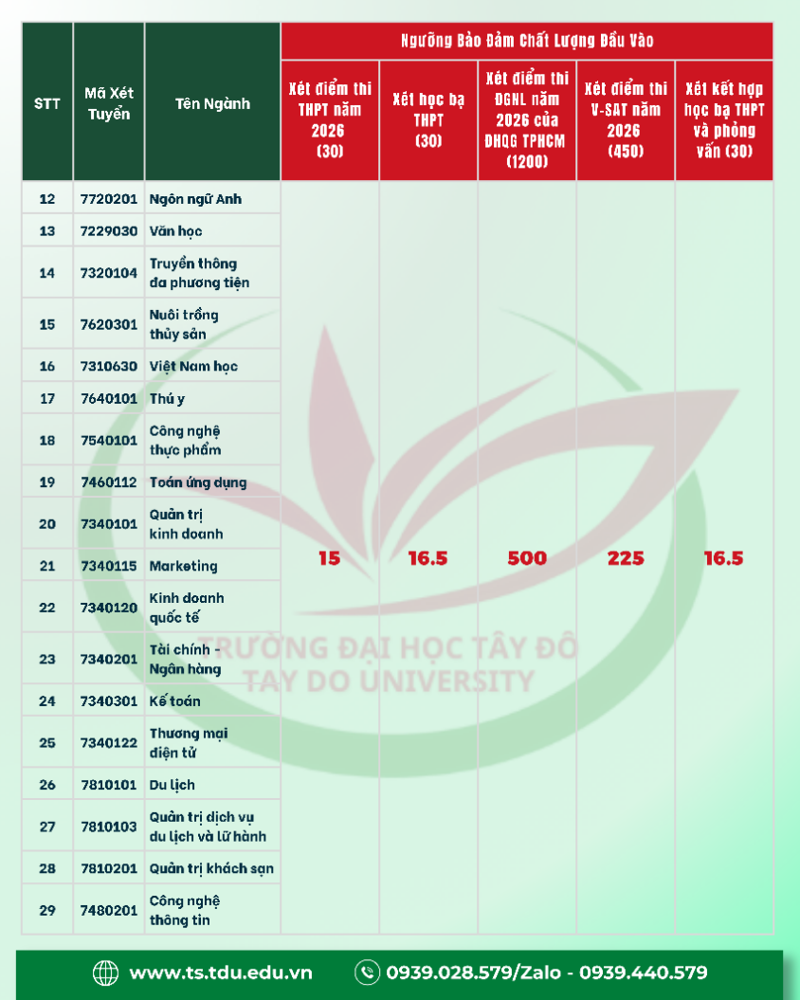 Ngưỡng Bảo Đảm Chất Lượng Đầu Vào
STT
Mã Xét
Tuyển
Tên Ngành
Xét điểm thi
THPT năm
2026
(30)
Xét học bạ
THPT
(30)
Xét điểm thi
ĐGNL năm
2026 của
ĐHQG TPHCM
(1200)
Xét điểm thi
V-SAT năm
2026
(450)
Xét kết hợp
học bạ THPT
và phỏng
vấn (30)
12 7720201 Ngôn ngữ Anh
13 7229030 Văn học
14 7320104 Truyền thông
đa phương tiện
15 7620301 Nuôi trồng
thủy sản
16 7310630 Việt Nam học
17 7640101 Thú y
18 7540101 Công nghệ
thực phẩm
19 7460112 Toán ứng dụng
20 7340101 Quản trị
kinh doanh
21 7340115 Marketing
15 16.5 500 225 16.5
22 7340120 Kinh doanh
quốc tế
23 7340201 Tài chính -
Ngân hàng
24 7340301 Kế toán
25 7340122 Thương mại
điện tử
26 7810101 Du lịch
27 7810103 Quản trị dịch vụ
du lịch và lữ hành
28 7810201 Quản trị khách sạn
29 7480201 Công nghệ
thông tin
TRƯỜNG ĐẠI HỌC TÂY ĐÔ
TAY DO UNIVERSITY
www.ts.tdu.edu.vn 0939.028.579/Zalo - 0939.440.579